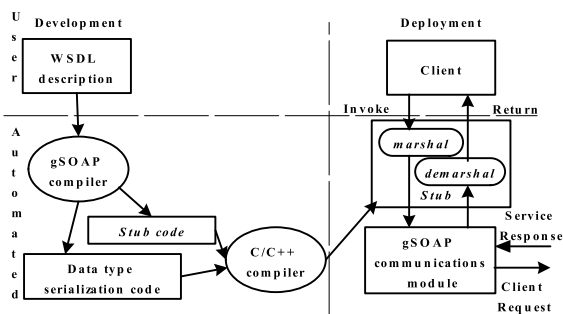 User
Development
Deployment
WSDL
description
Client
Invoke
Return
Automated
gSOAP
compiler
marshal
demarshal
Stub
Stub code
Service
Response
C/C++
compiler
gSOAP
communications
module
Data type
serialization code
Client
Request